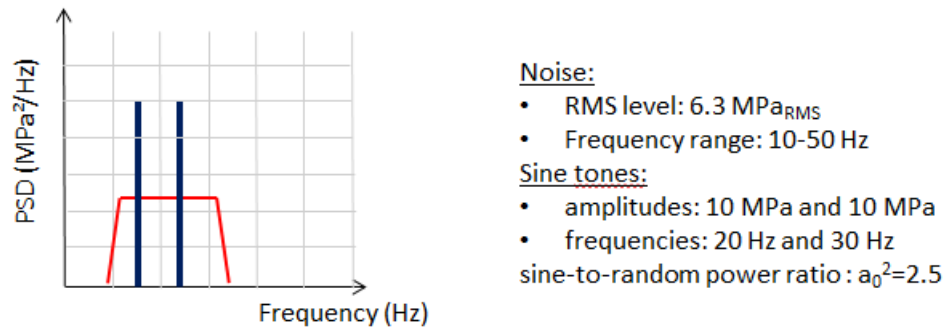 PSD (MPa²/Hz)
Frequency (Hz)
Noise:
• RMS level: 6.3 MPa_RMS
• Frequency range: 10-50 Hz
Sine tones:
• amplitudes: 10 MPa and 10 MPa
• frequencies: 20 Hz and 30 Hz
sine-to-random power ratio : a₀²=2.5